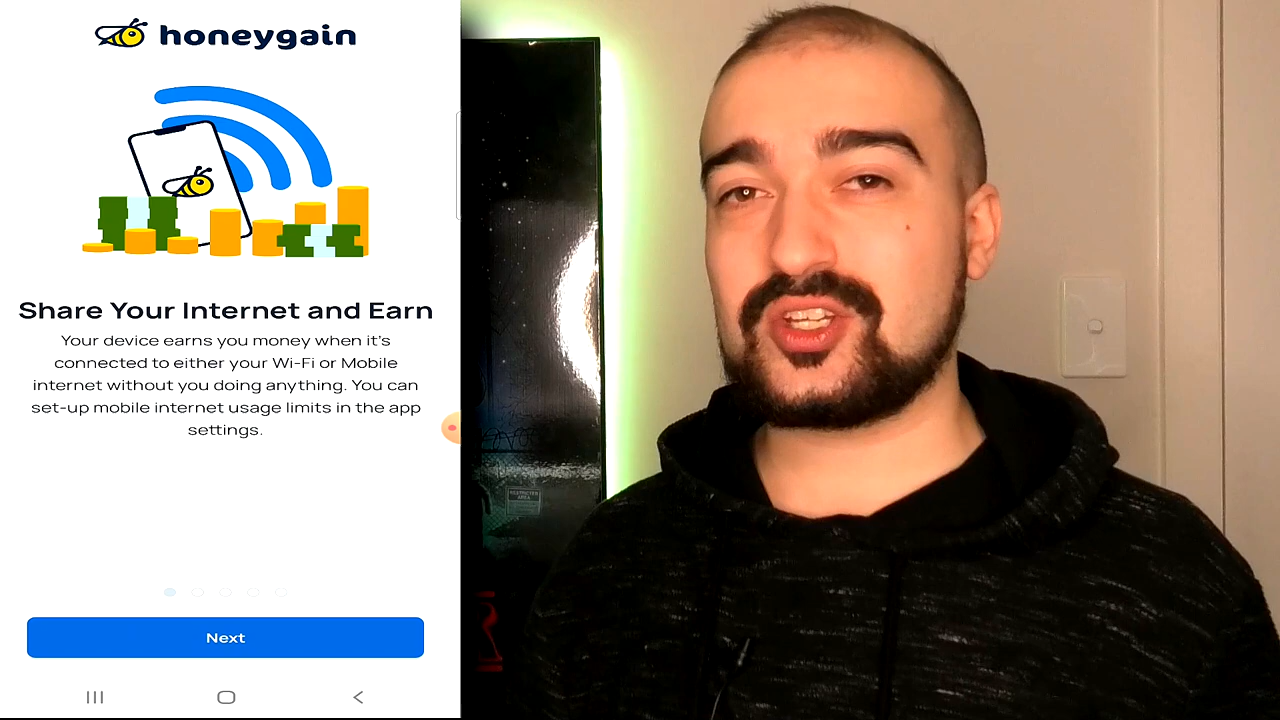 honeygain
Share Your Internet and Earn
Your device earns you money when it's
connected to either your Wi-Fi or Mobile
internet without you doing anything. You can
set-up mobile internet usage limits in the app
settings.
Next
RESTRICTED
AREA